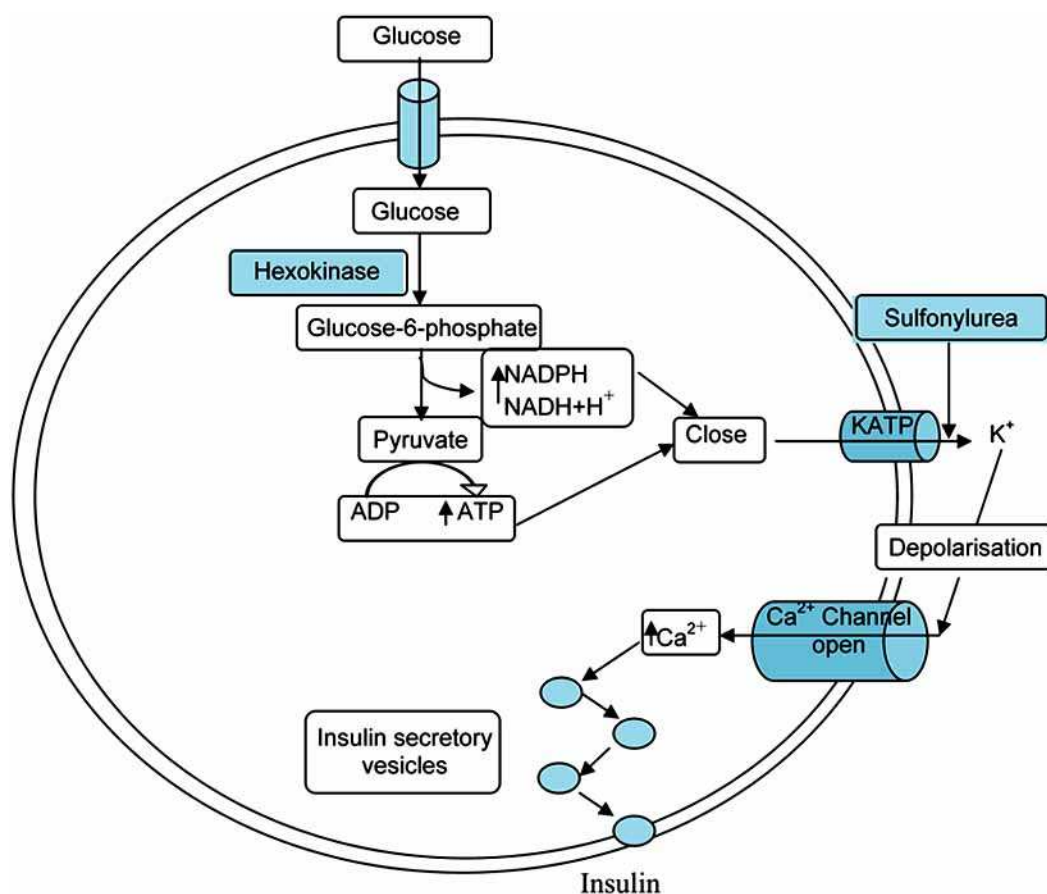 Glucose
Glucose
Hexokinase
Glucose-6-phosphate
Sulfonylurea
NADPH
NADH+H⁺
Pyruvate
Close
KATP
K⁺
ADP
ATP
Depolarisation
Ca²⁺ Channel
open
Ca²⁺
Insulin secretory
vesicles
Insulin